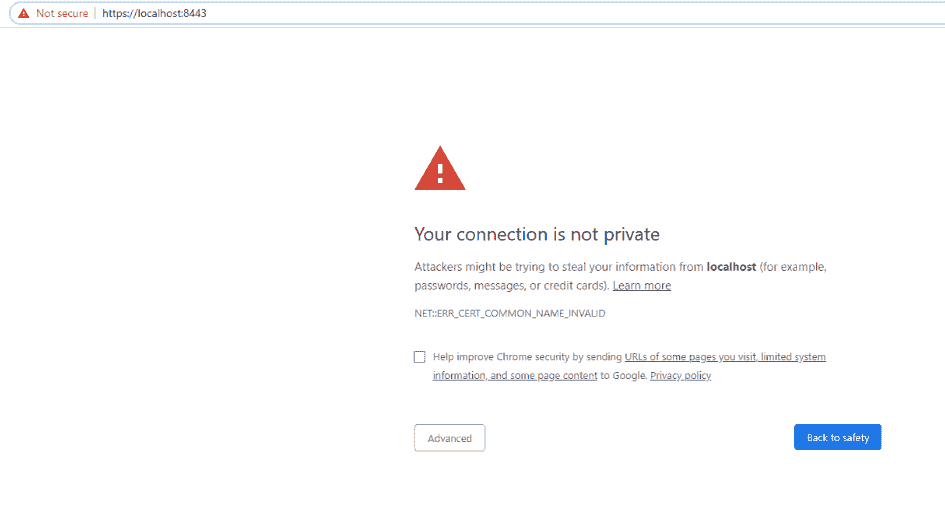 Not secure | https://localhost:8443
Your connection is not private
Attackers might be trying to steal your information from localhost (for example,
passwords, messages, or credit cards). Learn more
NET::ERR_CERT_COMMON_NAME_INVALID
Help improve Chrome security by sending URLs of some pages you visit, limited system
information, and some page content to Google. Privacy policy
Advanced
Back to safety